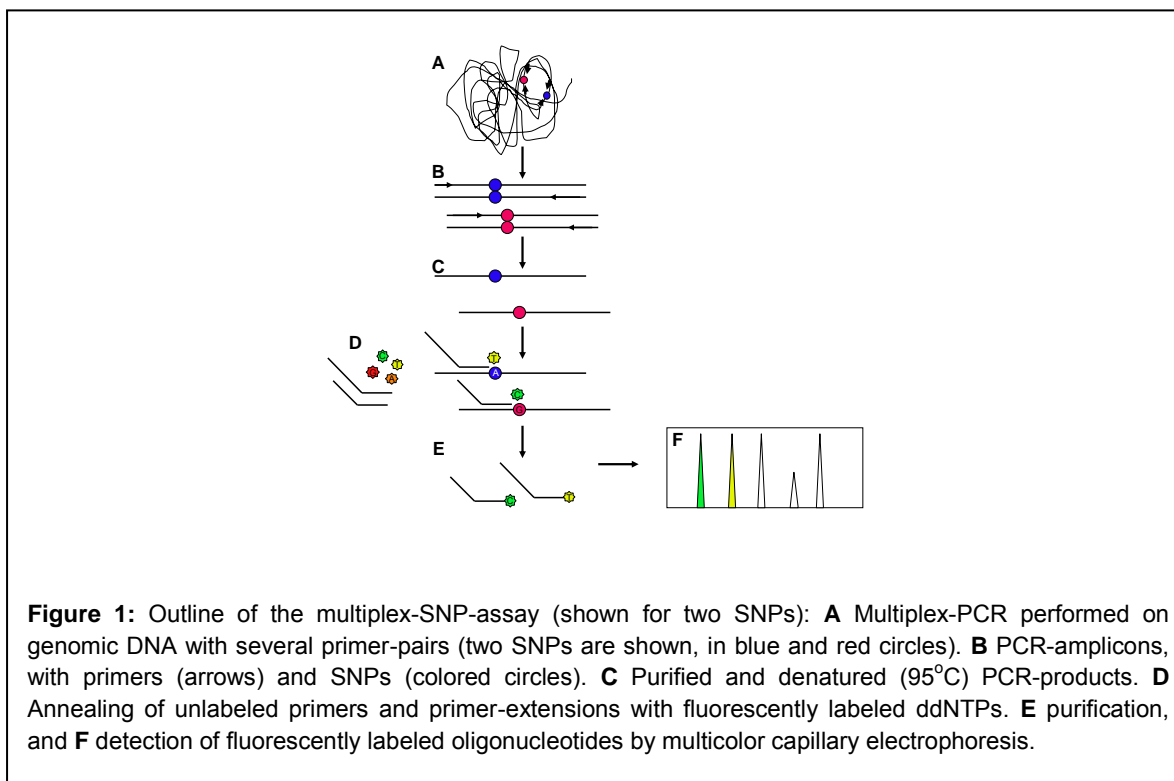 A
B
C
D
C
T
G
A
T
A
C
G
E
C
T
F
Figure 1: Outline of the multiplex-SNP-assay (shown for two SNPs): A Multiplex-PCR performed on
genomic DNA with several primer-pairs (two SNPs are shown, in blue and red circles). B PCR-amplicons,
with primers (arrows) and SNPs (colored circles). C Purified and denatured (95°C) PCR-products. D
Annealing of unlabeled primers and primer-extensions with fluorescently labeled ddNTPs. E purification,
and F detection of fluorescently labeled oligonucleotides by multicolor capillary electrophoresis.